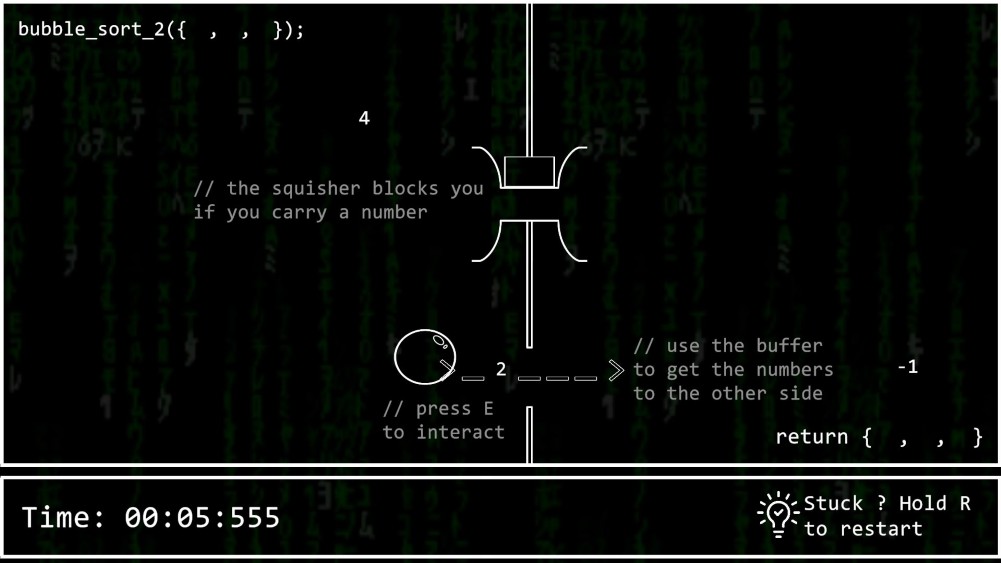 bubble_sort_2({  ,  ,  });
4
// the squisher blocks you
if you carry a number
2
// use the buffer
to get the numbers
to the other side
-1
// press E
to interact
return {  ,  ,  }
Time: 00:05:555
Stuck ? Hold R
to restart